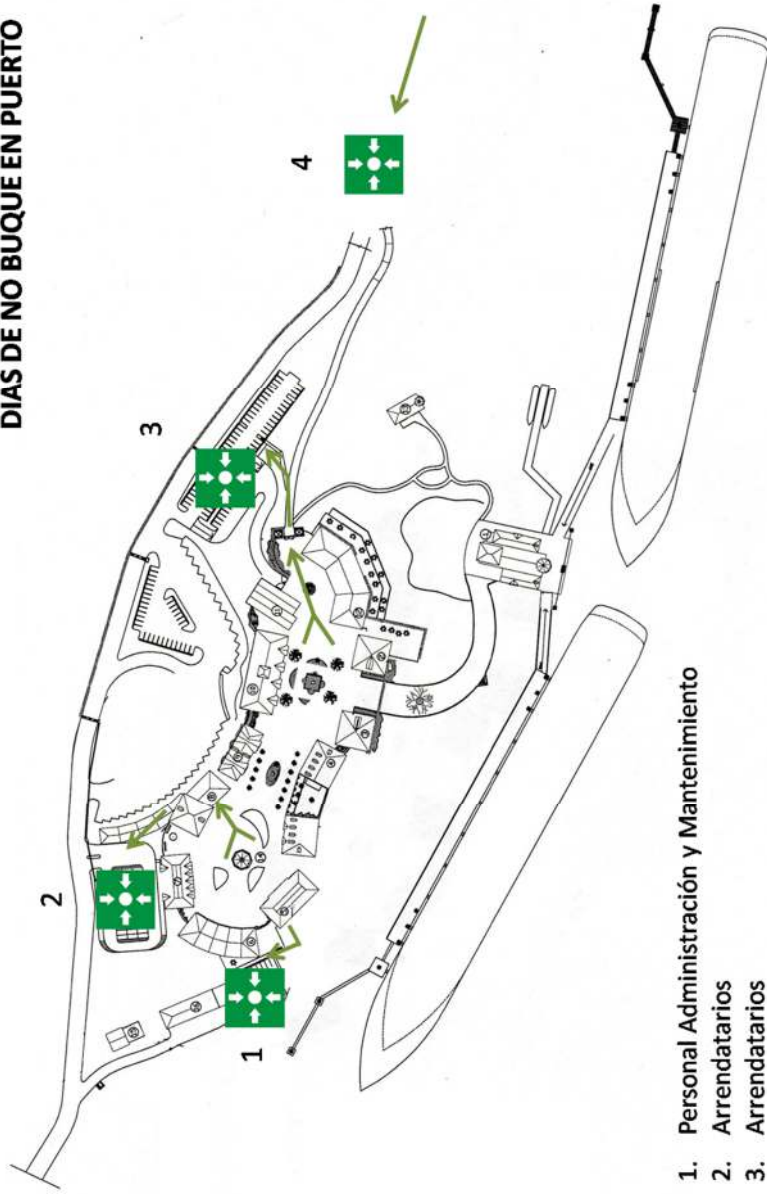 DIAS DE NO BUQUE EN PUERTO
4
3
2
1
1. Personal Administración y Mantenimiento
2. Arrendatarios
3. Arrendatarios